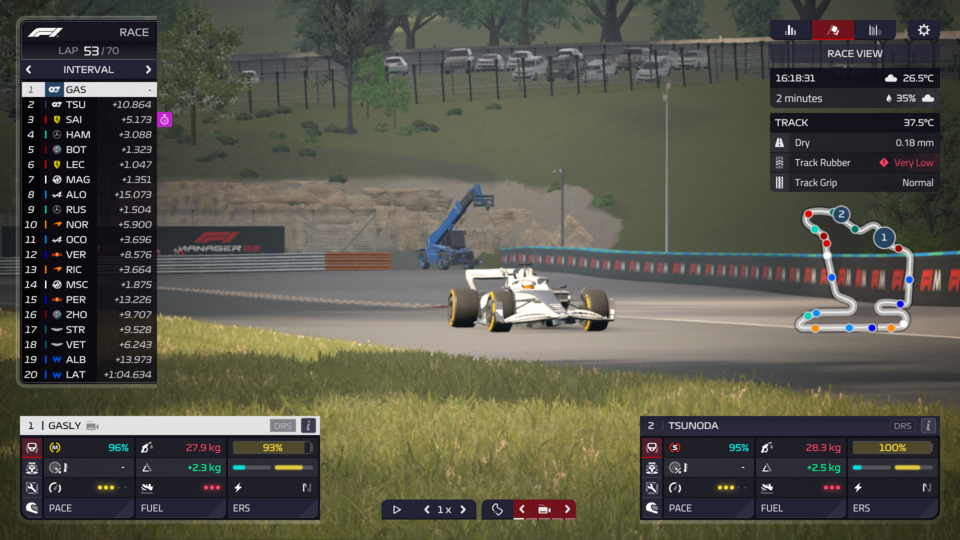 F1 RACE
LAP 53/70
INTERVAL
1 GAS -
2 TSU +10.864
3 SAI +5.173
4 HAM +3.088
5 BOT +1.323
6 LEC +1.047
7 MAG +1.351
8 ALO +15.073
9 RUS +1.504
10 NOR +5.900
11 OCO +3.696
12 VER +8.576
13 RIC +3.664
14 MSC +1.875
15 PER +13.226
16 ZHO +9.707
17 STR +9.528
18 VET +6.243
19 ALB +13.973
20 LAT +1:04.634
RACE VIEW
16:18:31 26.5°C
2 minutes 35%
TRACK 37.5°C
Dry 0.18 mm
Track Rubber Very Low
Track Grip Normal
2
1
F1
MANAGER 22
1 GASLY DRS i
M 96% 27.9 kg 93%
- +2.3 kg
N
PACE FUEL ERS
1x
2 TSUNODA DRS i
S 95% 28.3 kg 100%
- +2.5 kg
N
PACE FUEL ERS